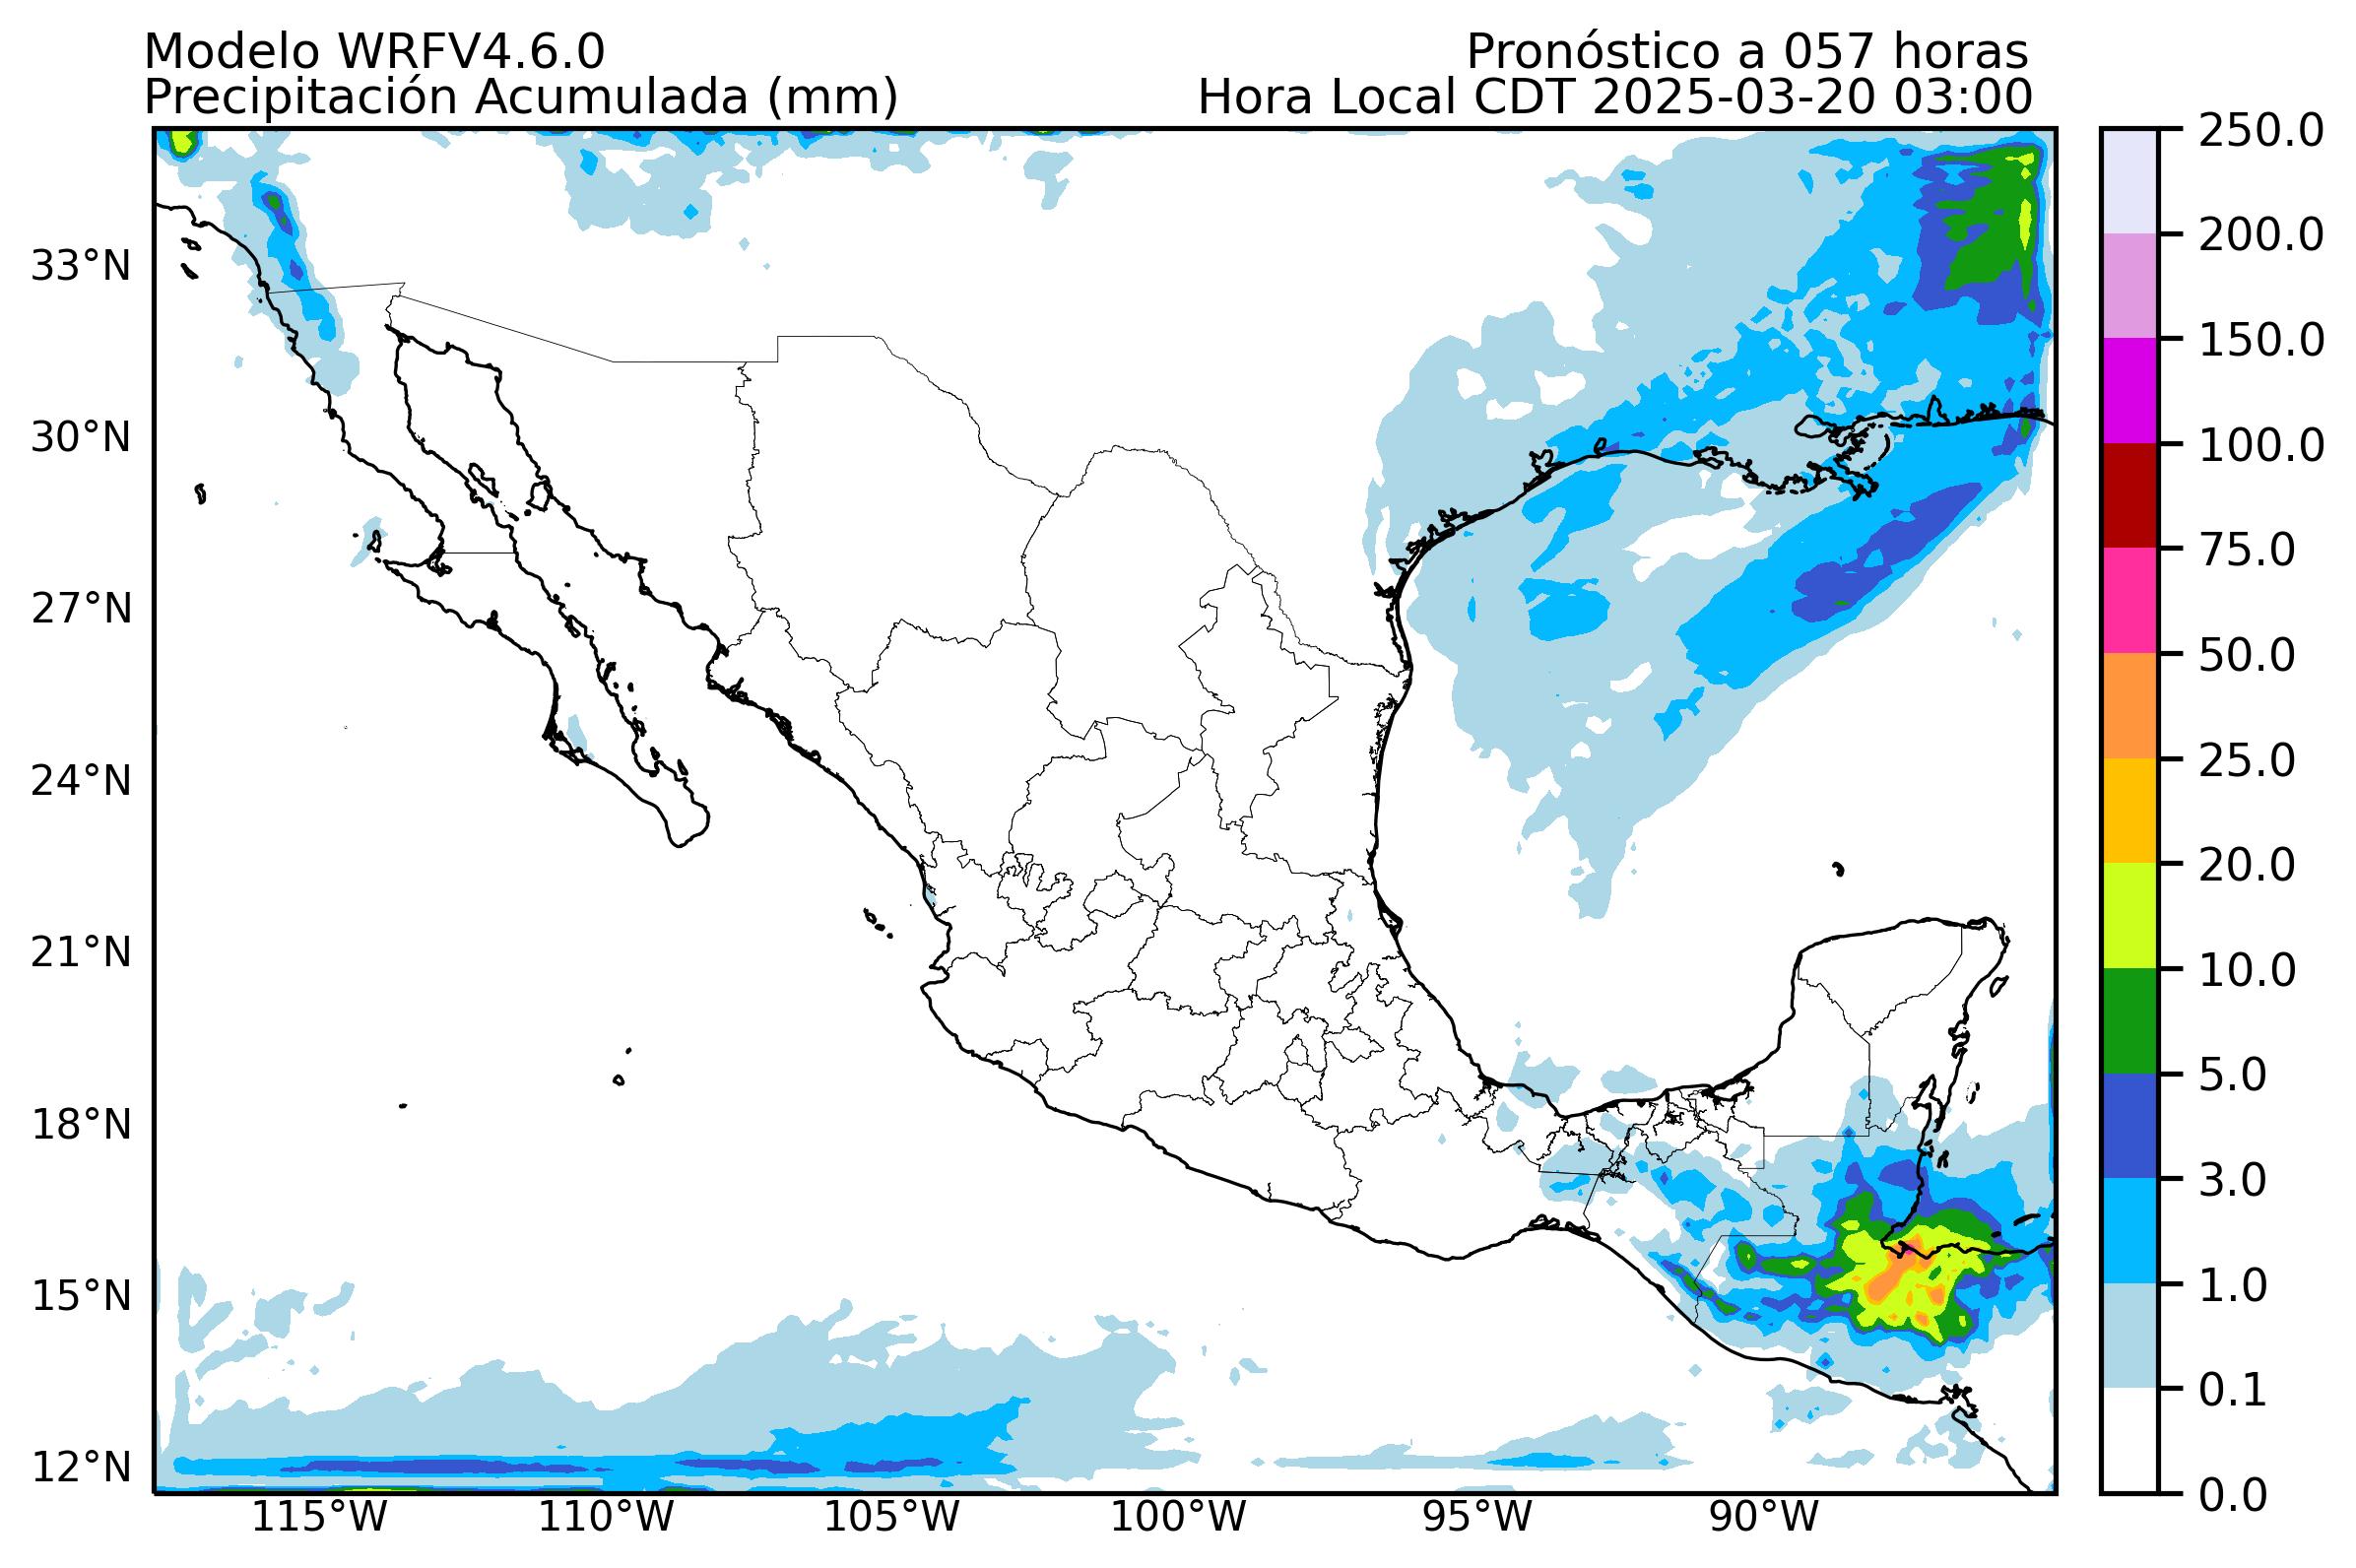 Modelo WRFV4.6.0
Pronóstico a 057 horas
Precipitación Acumulada (mm)
Hora Local CDT 2025-03-20 03:00
33°N
30°N
27°N
24°N
21°N
18°N
15°N
12°N
115°W
110°W
105°W
100°W
95°W
90°W
250.0
200.0
150.0
100.0
75.0
50.0
25.0
20.0
10.0
5.0
3.0
1.0
0.1
0.0